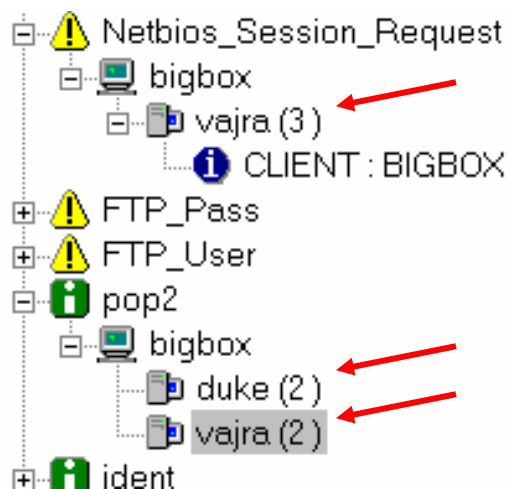 Netbios_Session_Request
bigbox
vajra (3)
CLIENT : BIGBOX
FTP_Pass
FTP_User
pop2
bigbox
duke (2)
vajra (2)
ident